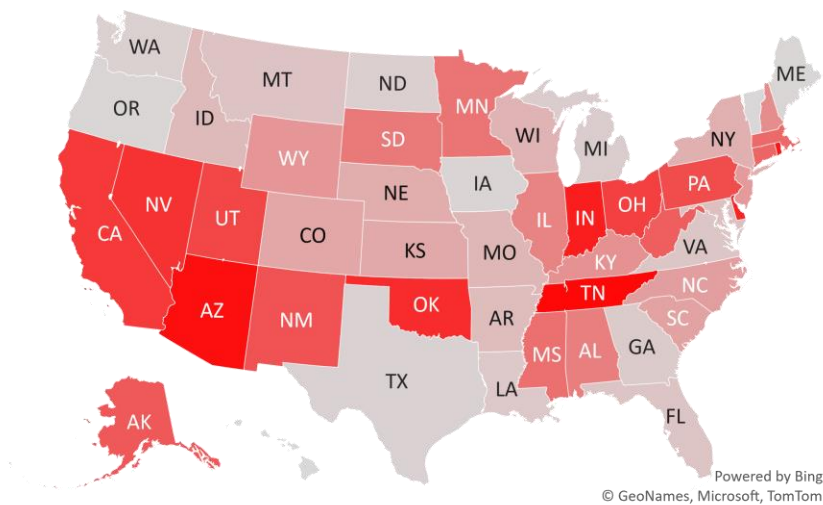 WA
MT
ND
ME
OR
ID
MN
WI
NY
SD
MI
WY
IA
PA
NE
NV
OH
UT
IL
IN
CA
CO
VA
KS
MO
KY
NC
TN
OK
AZ
NM
AR
SC
MS
AL
GA
TX
LA
FL
AK
Powered by Bing
© GeoNames, Microsoft, TomTom